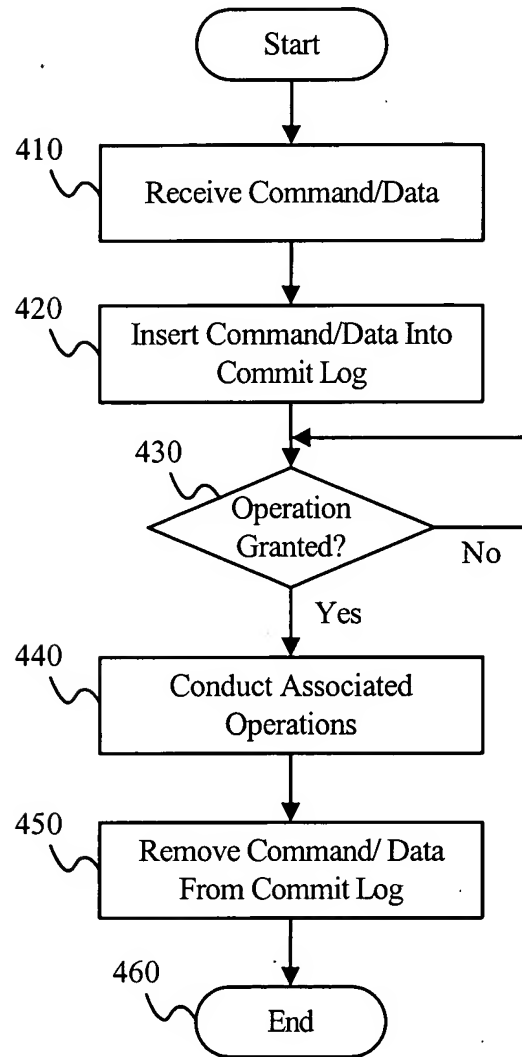 Start
410
Receive Command/Data
420
Insert Command/Data Into
Commit Log
430
Operation
Granted?
No
Yes
440
Conduct Associated
Operations
450
Remove Command/ Data
From Commit Log
460
End